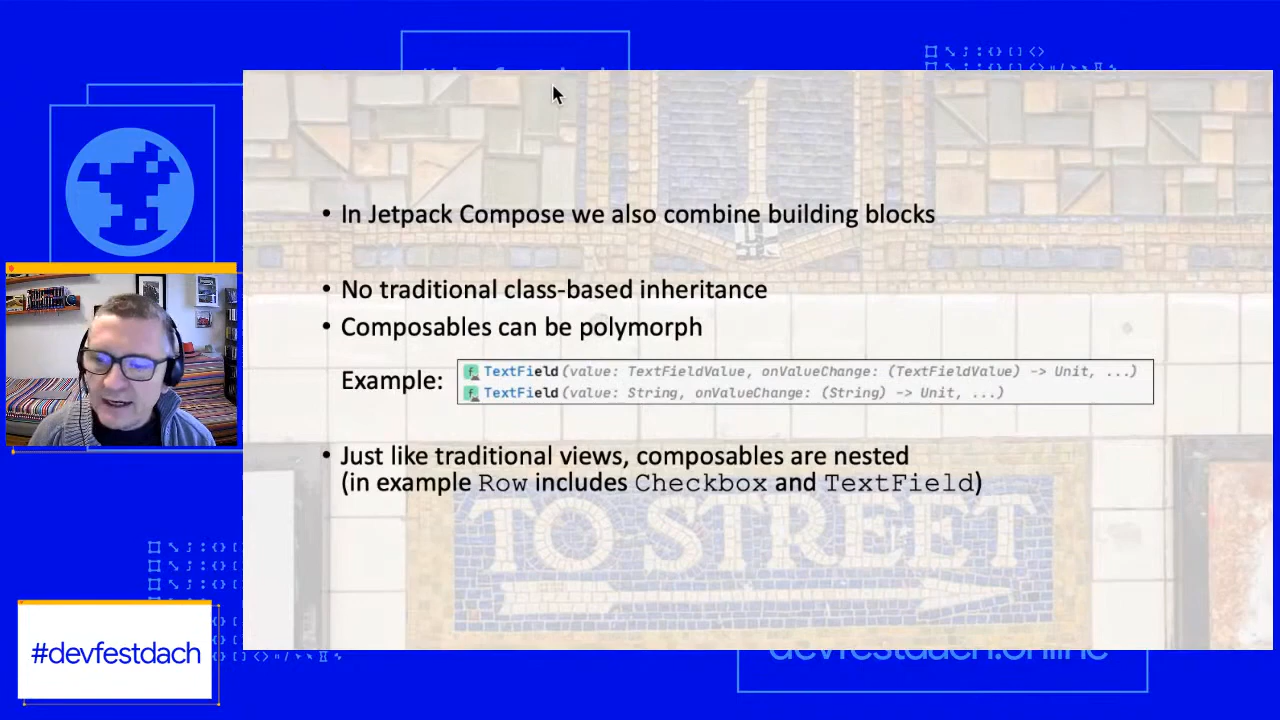 • In Jetpack Compose we also combine building blocks
• No traditional class-based inheritance
• Composables can be polymorph
Example:
TextField(value: TextFieldValue, onValueChange: (TextFieldValue) -> Unit, ...)
TextField(value: String, onValueChange: (String) -> Unit, ...)
• Just like traditional views, composables are nested
(in example Row includes Checkbox and TextField)
TO STREET
#devfestdach
devfestdach.online